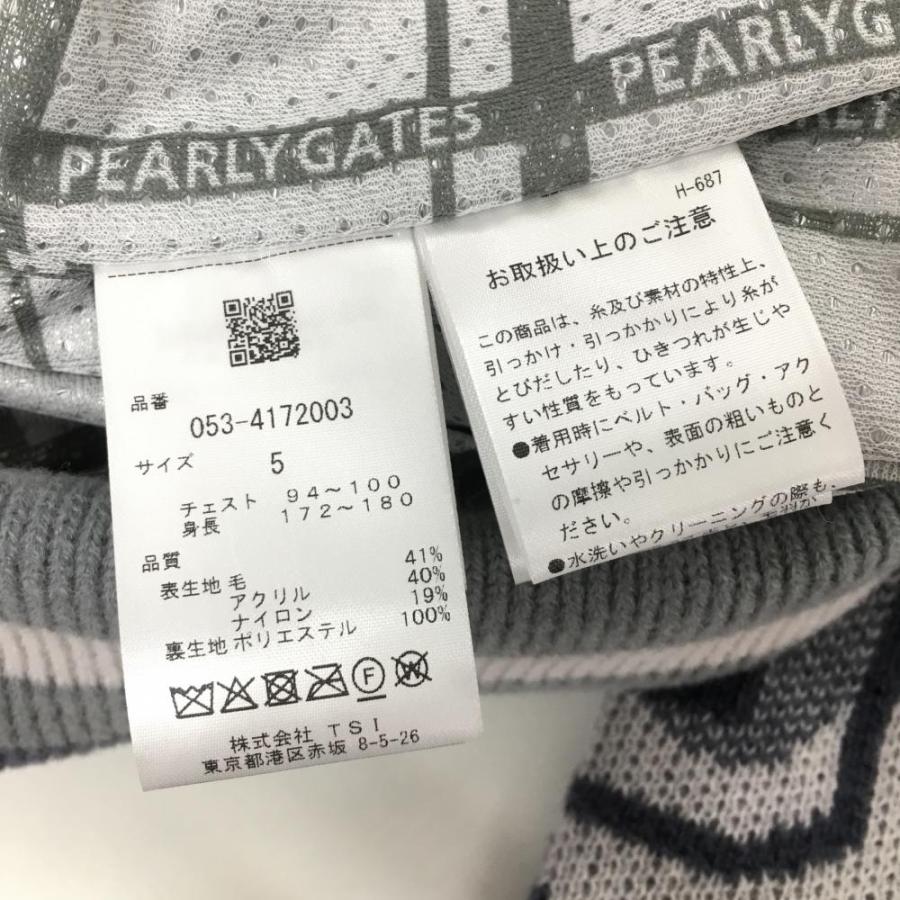 PEARLY GATES
PEARLY GATES
品番
053-4172003
サイズ 5
チェスト 94～100
身長 172～180
品質
表生地 毛 41%
アクリル 40%
ナイロン 19%
裏生地 ポリエステル 100%
F
W
株式会社 TSI
東京都港区赤坂 8-5-26
H-687
お取扱い上のご注意
この商品は、糸及び素材の特性上、
引っかけ・引っかかりにより糸が
とびだしたり、ひきつれが生じや
すい性質をもっています。
●着用時にベルト・バッグ・アク
セサリーや、表面の粗いものと
の摩擦や引っかかりにご注意く
ださい。
●水洗いやクリーニングの際も、